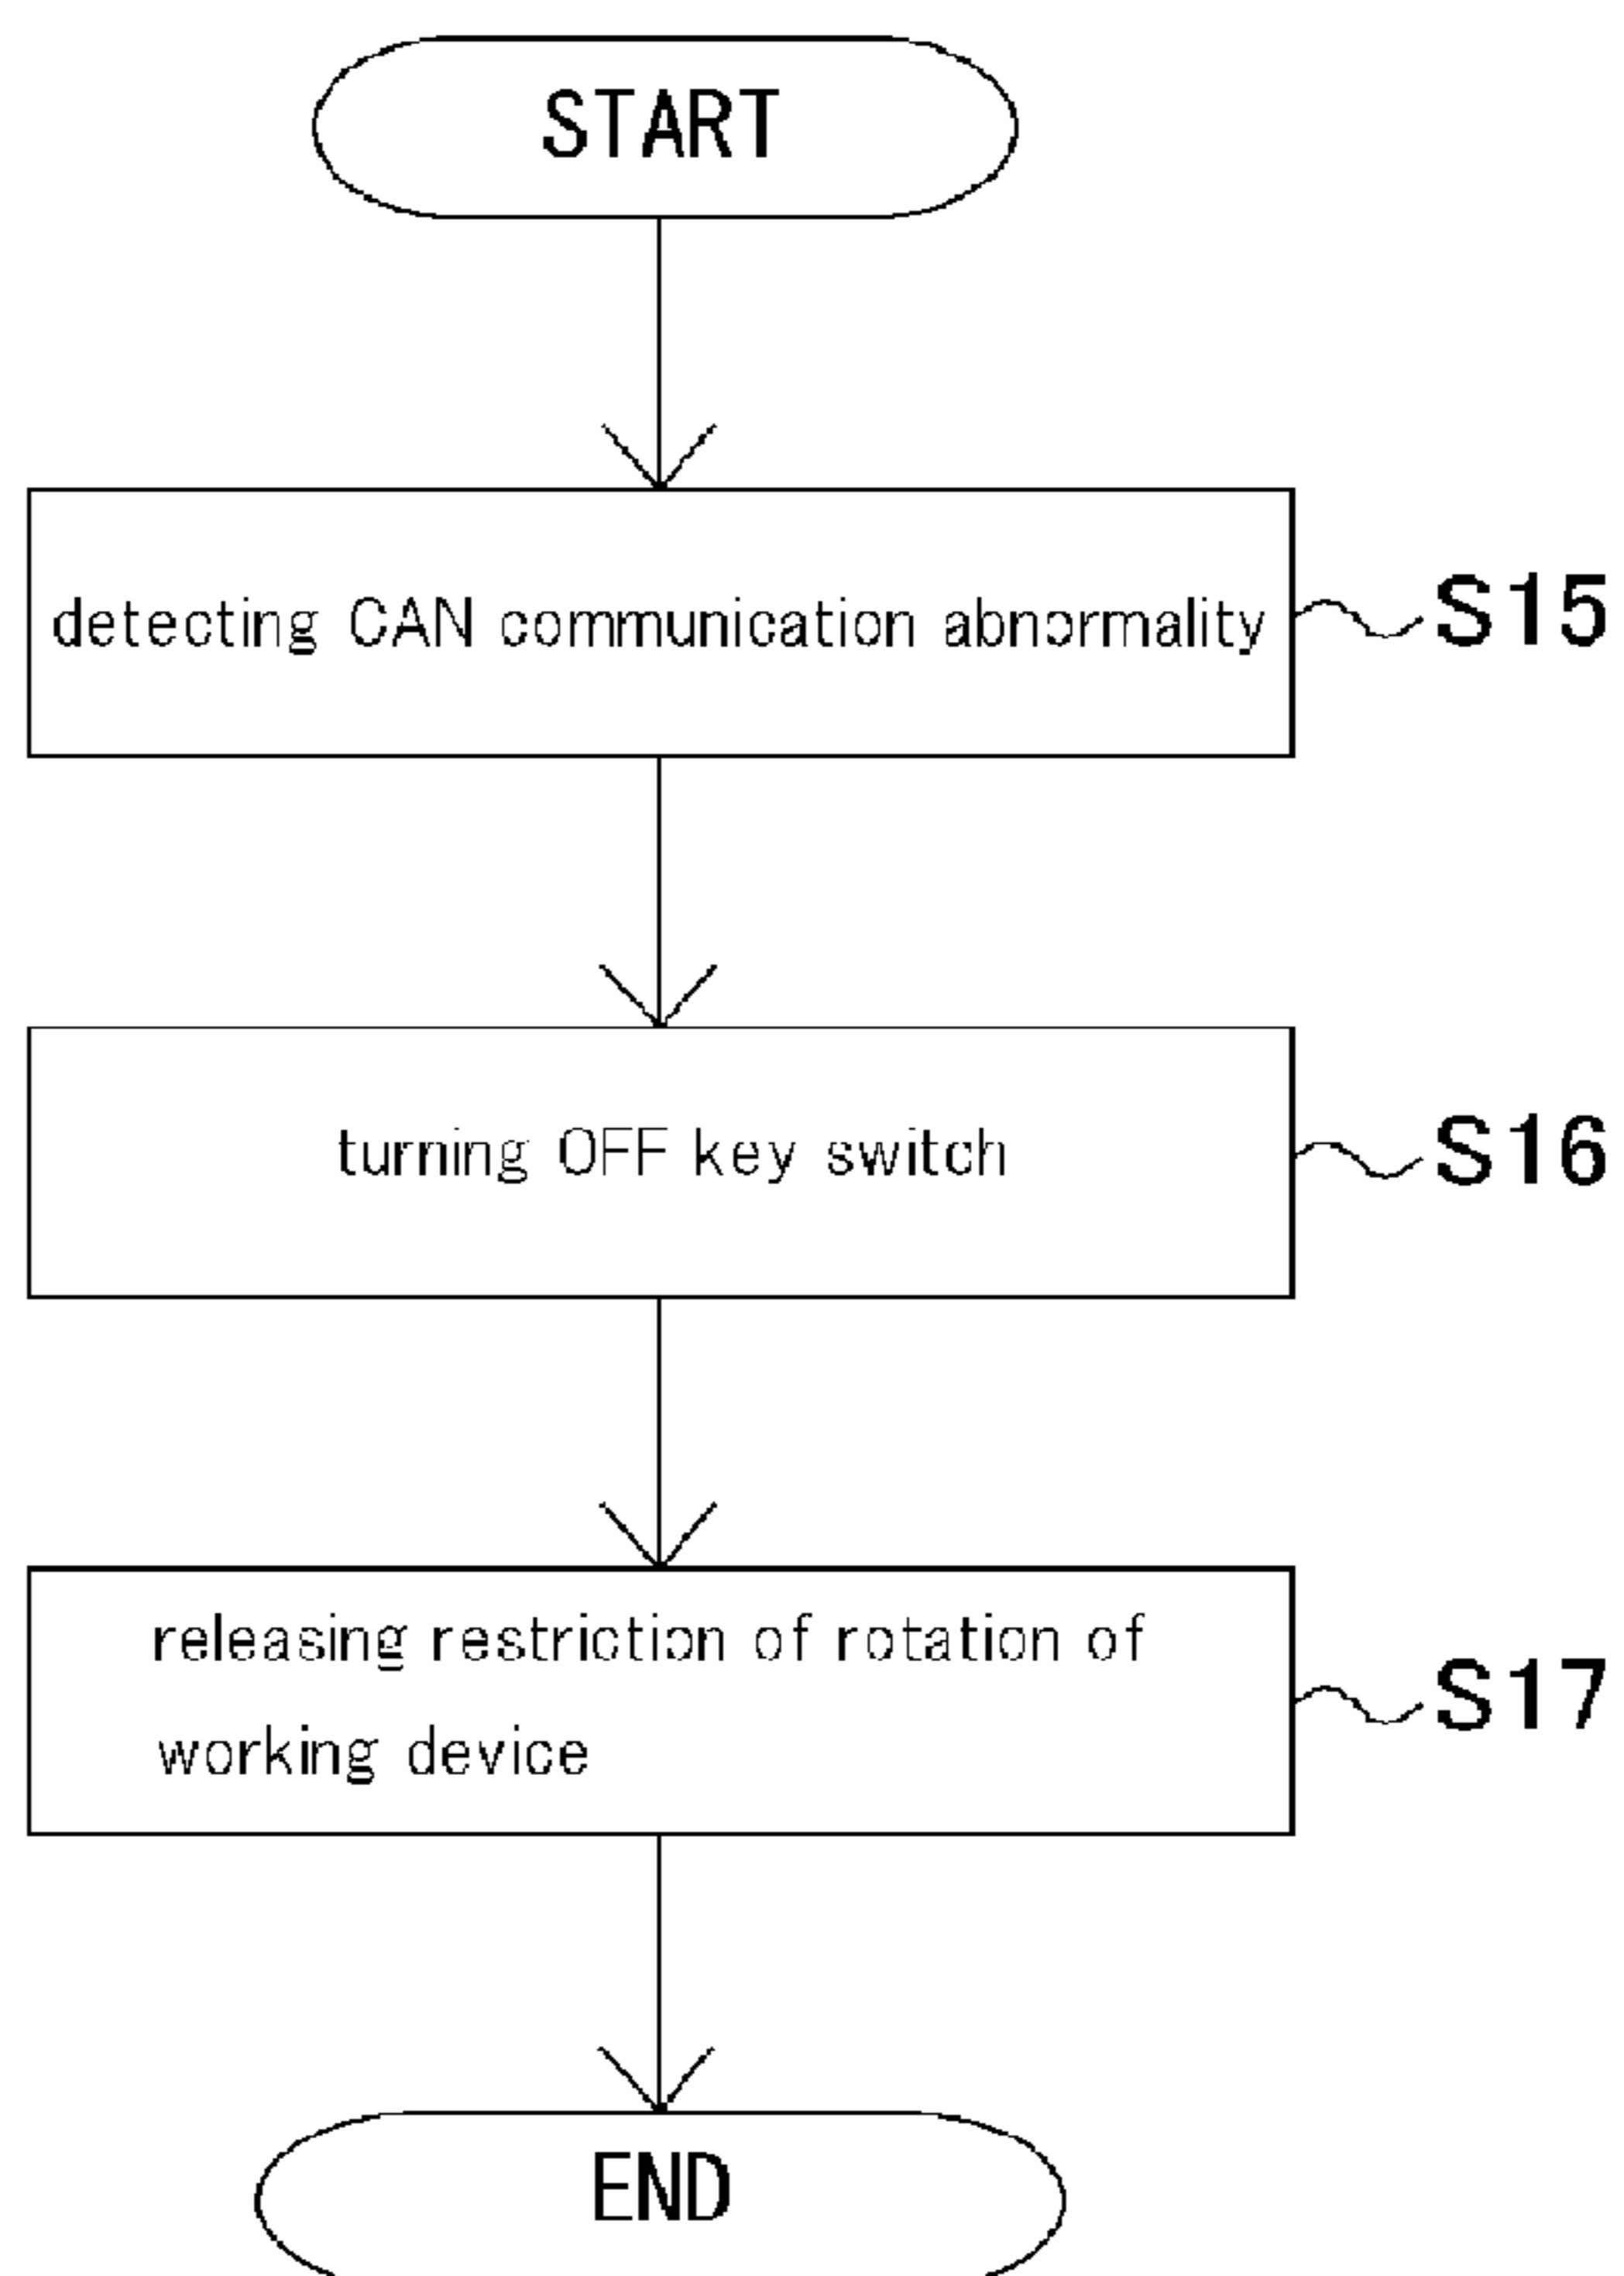 START
detecting CAN communication abnormality
S15
turning OFF key switch
S16
releasing restriction of rotation of
working device
S17
END